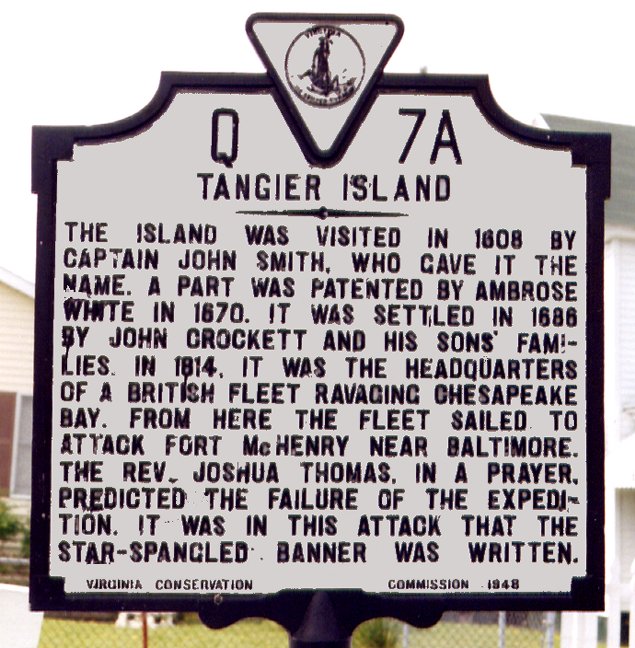 VIRGINIA
Q 7A
TANGIER ISLAND
THE ISLAND WAS VISITED IN 1608 BY
CAPTAIN JOHN SMITH, WHO GAVE IT THE
NAME. A PART WAS PATENTED BY AMBROSE
WHITE IN 1670. IT WAS SETTLED IN 1686
BY JOHN CROCKETT AND HIS SONS' FAMI-
LIES. IN 1814, IT WAS THE HEADQUARTERS
OF A BRITISH FLEET RAVAGING CHESAPEAKE
BAY. FROM HERE THE FLEET SAILED TO
ATTACK FORT McHENRY NEAR BALTIMORE.
THE REV. JOSHUA THOMAS, IN A PRAYER,
PREDICTED THE FAILURE OF THE EXPEDI-
TION. IT WAS IN THIS ATTACK THAT THE
STAR-SPANGLED BANNER WAS WRITTEN.
VIRGINIA CONSERVATION COMMISSION 1948